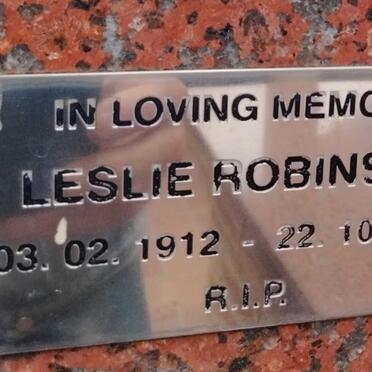 IN LOVING MEMO
LESLIE ROBINS
03. 02. 1912 - 22. 10
R.I.P.